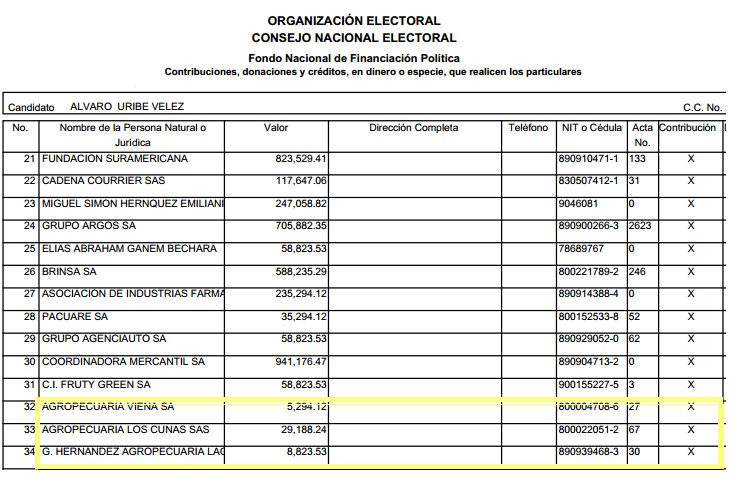 ORGANIZACIÓN ELECTORAL
CONSEJO NACIONAL ELECTORAL
Fondo Nacional de Financiación Política
Contribuciones, donaciones y créditos, en dinero o especie, que realicen los particulares
Candidato ALVARO URIBE VELEZ C.C. No.
No. Nombre de la Persona Natural o Jurídica Valor Dirección Completa Teléfono NIT o Cédula Acta No. Contribución
21 FUNDACION SURAMERICANA 823,529.41 890910471-1 133 X
22 CADENA COURRIER SAS 117,647.06 830507412-1 31 X
23 MIGUEL SIMON HERNQUEZ EMILIANI 247,058.82 9046081 0 X
24 GRUPO ARGOS SA 705,882.35 890900266-3 2623 X
25 ELIAS ABRAHAM GANEM BECHARA 58,823.53 78689767 0 X
26 BRINSA SA 588,235.29 800221789-2 246 X
27 ASOCIACION DE INDUSTRIAS FARMA 235,294.12 890914388-4 0 X
28 PACUARE SA 35,294.12 800152533-8 52 X
29 GRUPO AGENCIAUTO SA 58,823.53 890929052-0 62 X
30 COORDINADORA MERCANTIL SA 941,176.47 890904713-2 0 X
31 C.I. FRUTY GREEN SA 58,823.53 900155227-5 3 X
32 AGROPECUARIA VIENA SA 5,294.12 800004708-6 27 X
33 AGROPECUARIA LOS CUNAS SAS 29,188.24 800022051-2 67 X
34 G. HERNANDEZ AGROPECUARIA LAG 8,823.53 890939468-3 30 X